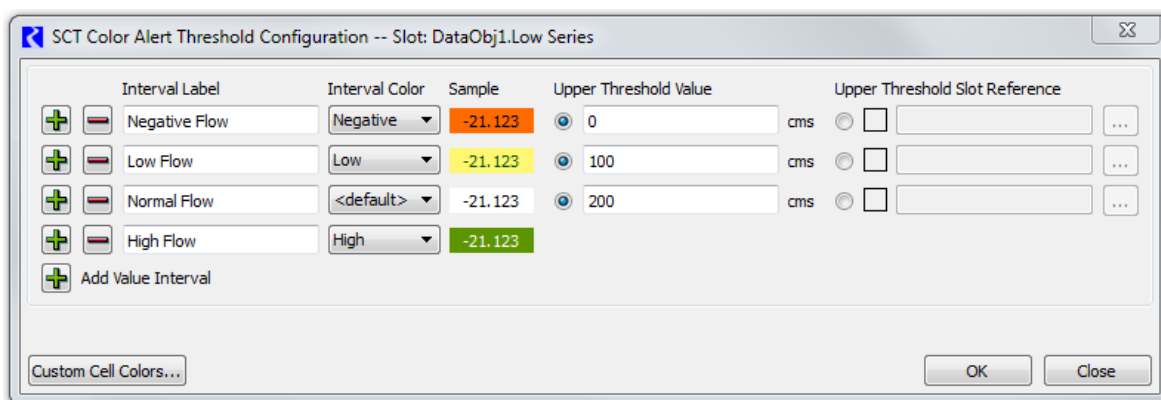 SCT Color Alert Threshold Configuration -- Slot: DataObj1.Low Series
Interval Label Interval Color Sample Upper Threshold Value Upper Threshold Slot Reference
Negative Flow Negative -21.123 0 cms ...
Low Flow Low -21.123 100 cms ...
Normal Flow <default> -21.123 200 cms ...
High Flow High -21.123
Add Value Interval
Custom Cell Colors... OK Close